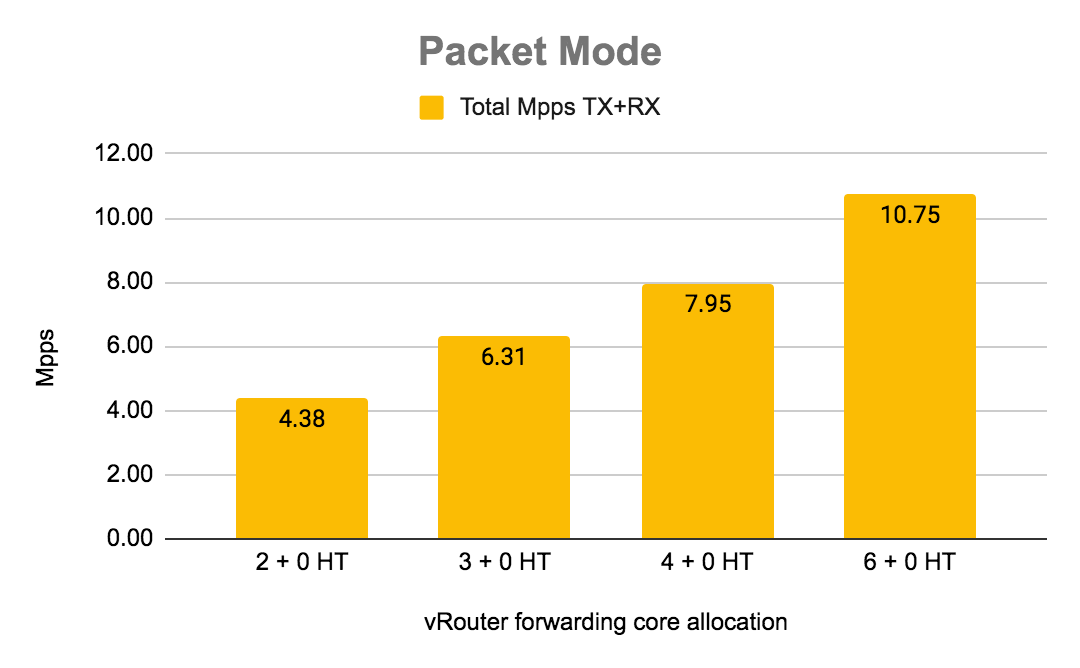 Packet Mode
Total Mpps TX+RX
12.00
10.00
8.00
6.00
4.00
2.00
0.00
Mpps
4.38
6.31
7.95
10.75
2 + 0 HT
3 + 0 HT
4 + 0 HT
6 + 0 HT
vRouter forwarding core allocation